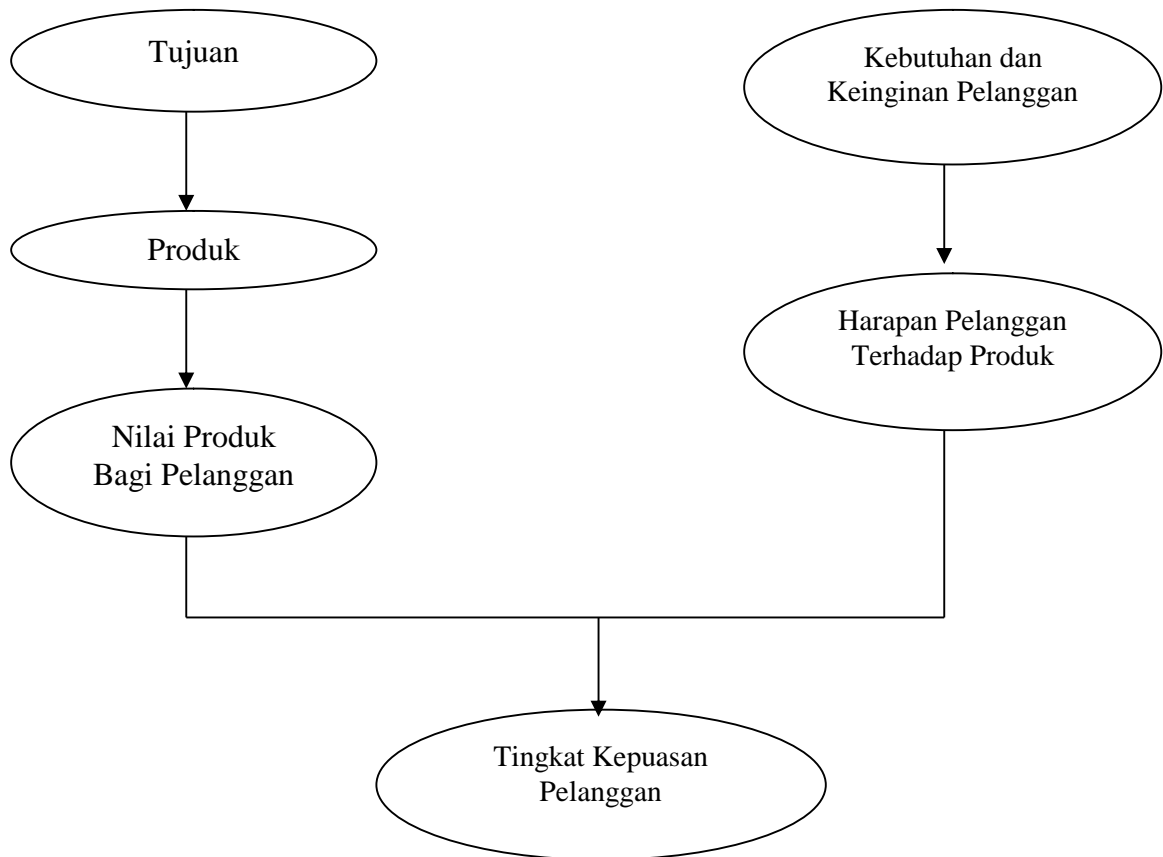 Tujuan
Kebutuhan dan
Keinginan Pelanggan
Produk
Harapan Pelanggan
Terhadap Produk
Nilai Produk
Bagi Pelanggan
Tingkat Kepuasan
Pelanggan